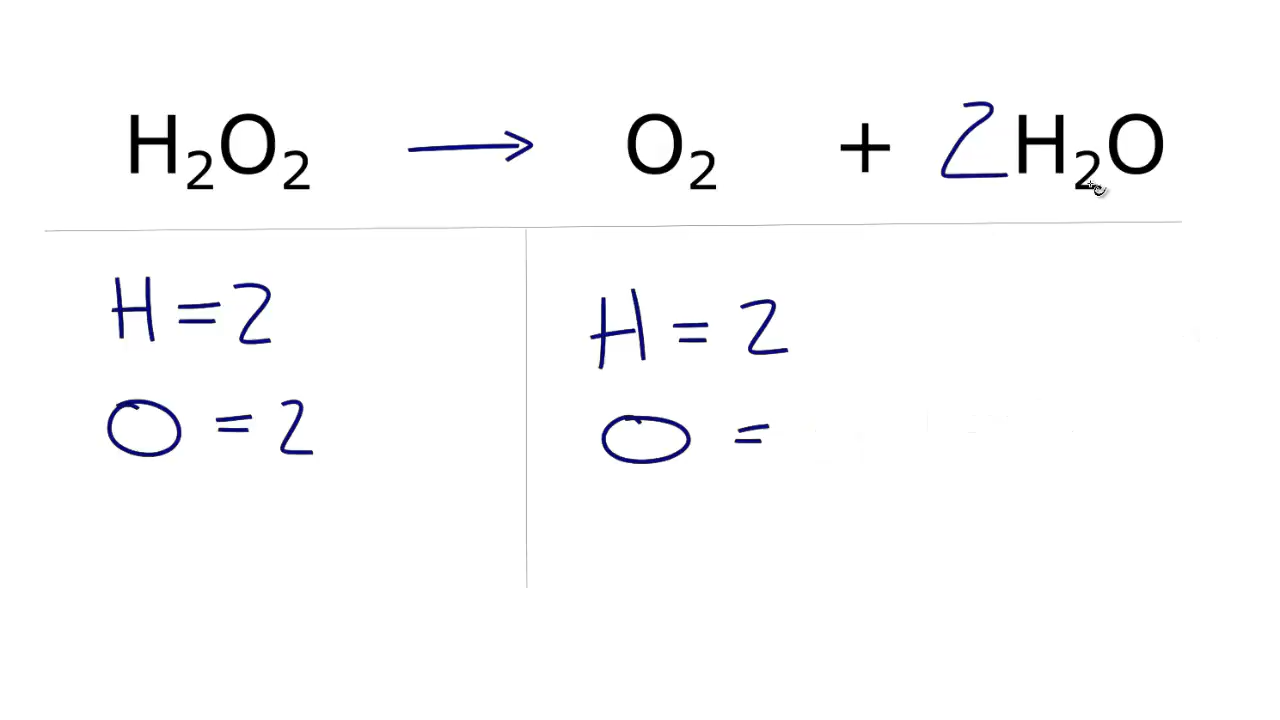 H₂O₂ → O₂ + 2H₂O
H = 2
O = 2
H = 2
O =